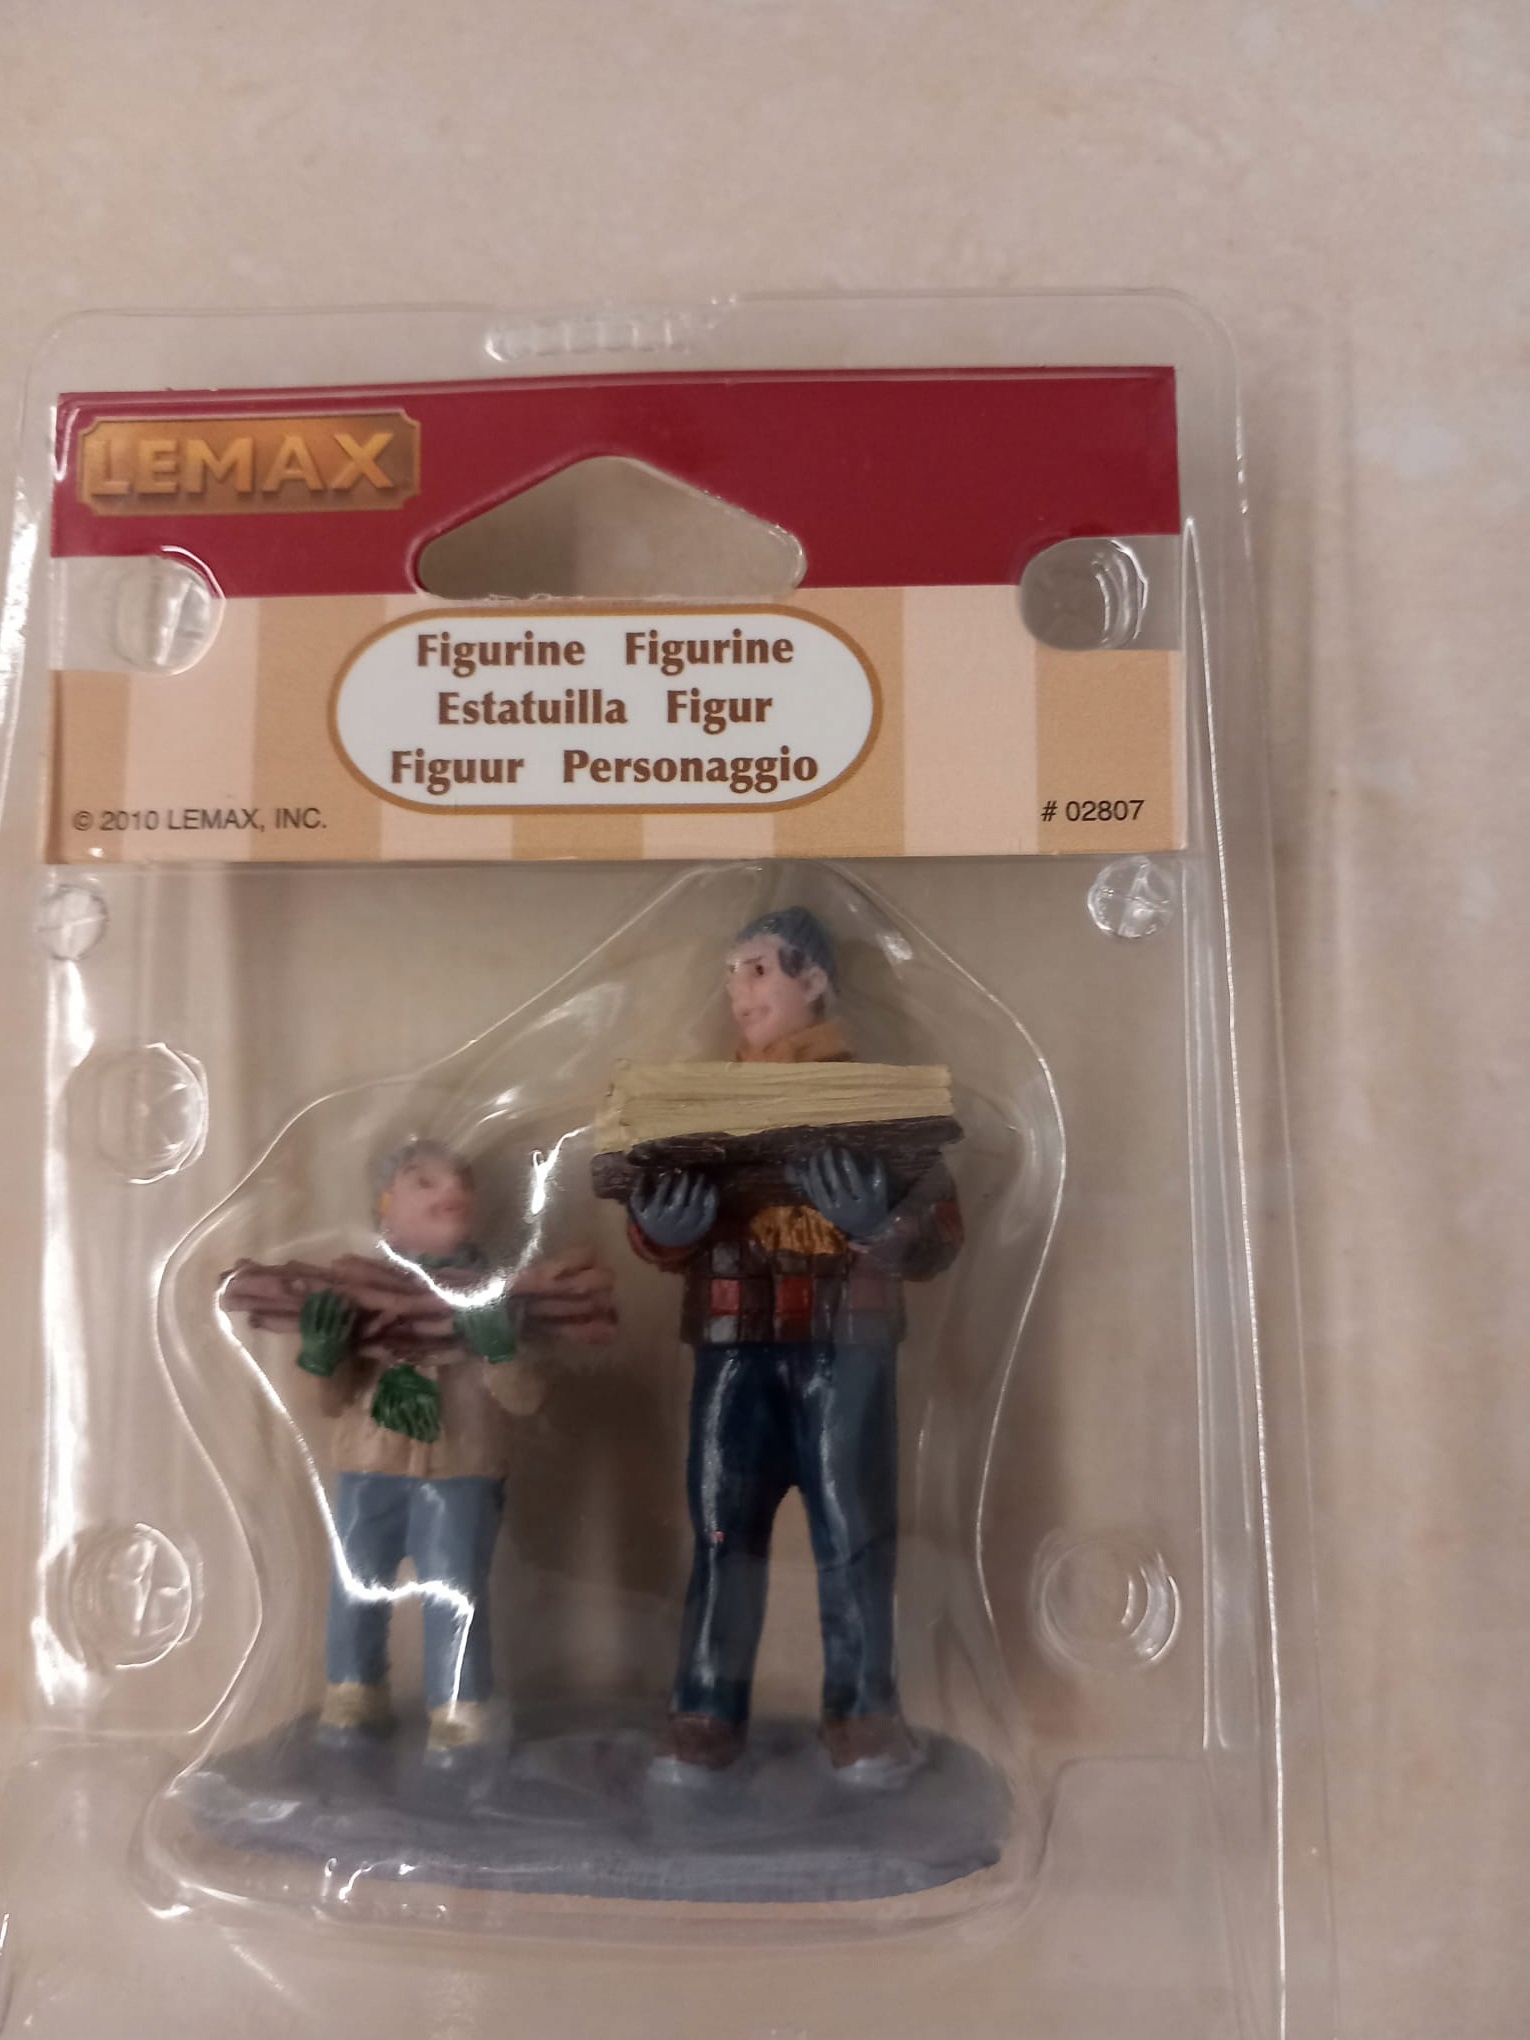 LEMAX
Figurine Figurine
Estatuilla Figur
Figuur Personaggio
© 2010 LEMAX, INC.
# 02807